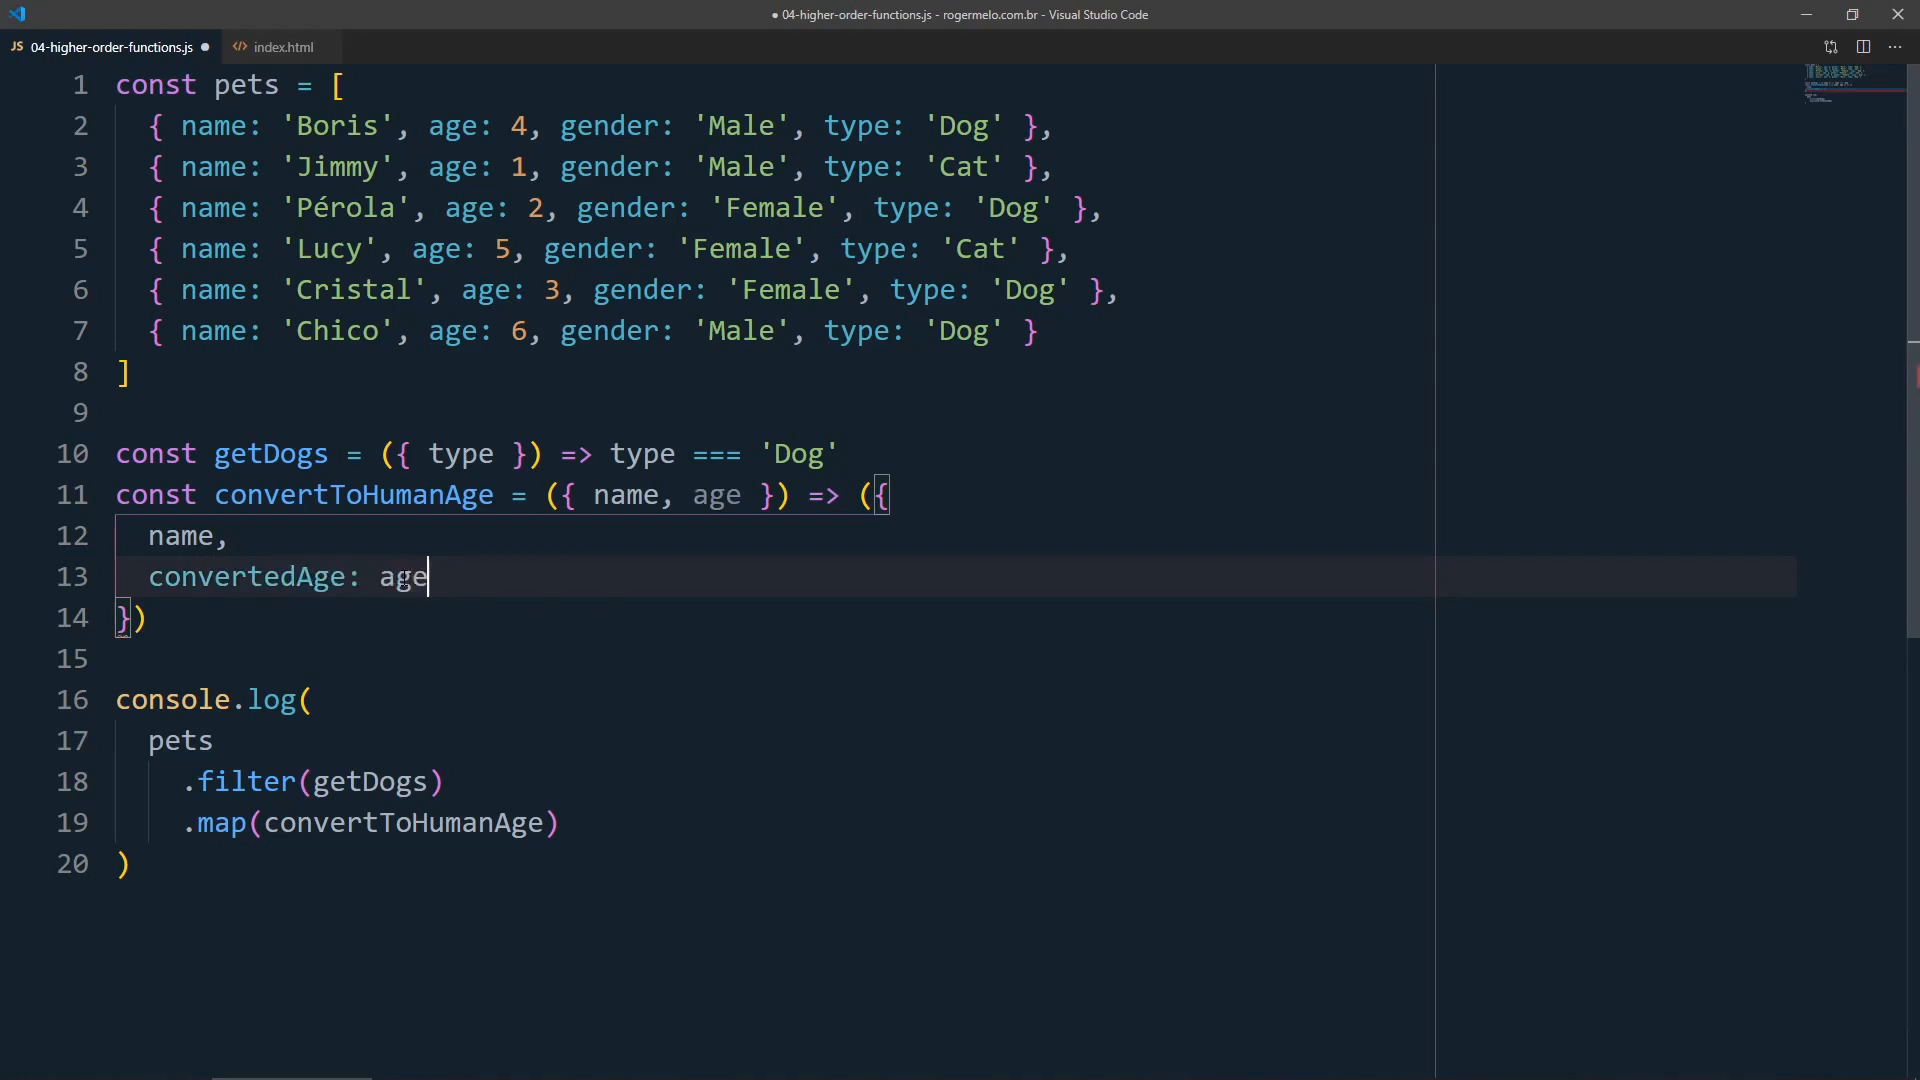 ● 04-higher-order-functions.js - rogermelo.com.br - Visual Studio Code
JS 04-higher-order-functions.js ● index.html
1 const pets = [
2 { name: 'Boris', age: 4, gender: 'Male', type: 'Dog' },
3 { name: 'Jimmy', age: 1, gender: 'Male', type: 'Cat' },
4 { name: 'Pérola', age: 2, gender: 'Female', type: 'Dog' },
5 { name: 'Lucy', age: 5, gender: 'Female', type: 'Cat' },
6 { name: 'Cristal', age: 3, gender: 'Female', type: 'Dog' },
7 { name: 'Chico', age: 6, gender: 'Male', type: 'Dog' }
8 ]
9
10 const getDogs = ({ type }) => type === 'Dog'
11 const convertToHumanAge = ({ name, age }) => ({
12 name,
13 convertedAge: age
14 })
15
16 console.log(
17 pets
18 .filter(getDogs)
19 .map(convertToHumanAge)
20 )